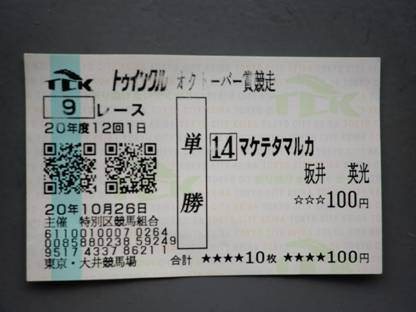 TCK トゥインクル オクトーバー賞競走
9 レース
20年度12回1日
単勝
14 マケテタマルカ
坂井 英光
☆☆☆100円
20年10月26日
主催 特別区競馬組合
6110010007 0264
0085880238 59249
9517 4337 8621 1
東京・大井競馬場
合計 ★★★★10枚 ★★★★100円